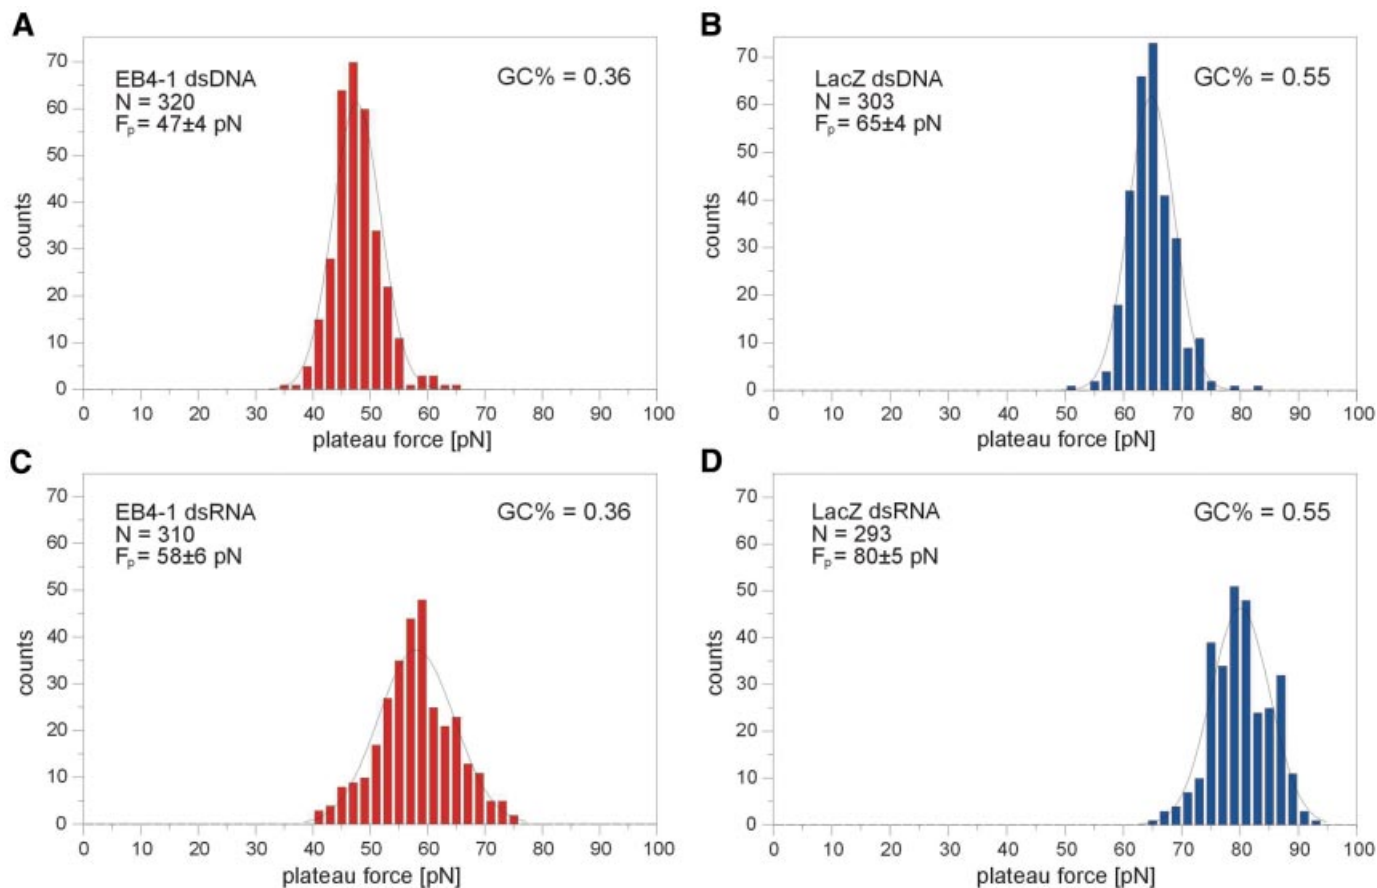 A
EB4-1 dsDNA
N = 320
Fp = 47±4 pN
GC% = 0.36
counts
70
60
50
40
30
20
10
0
0 10 20 30 40 50 60 70 80 90 100
plateau force [pN]
B
LacZ dsDNA
N = 303
Fp = 65±4 pN
GC% = 0.55
counts
70
60
50
40
30
20
10
0
0 10 20 30 40 50 60 70 80 90 100
plateau force [pN]
C
EB4-1 dsRNA
N = 310
Fp = 58±6 pN
GC% = 0.36
counts
70
60
50
40
30
20
10
0
0 10 20 30 40 50 60 70 80 90 100
plateau force [pN]
D
LacZ dsRNA
N = 293
Fp = 80±5 pN
GC% = 0.55
counts
70
60
50
40
30
20
10
0
0 10 20 30 40 50 60 70 80 90 100
plateau force [pN]